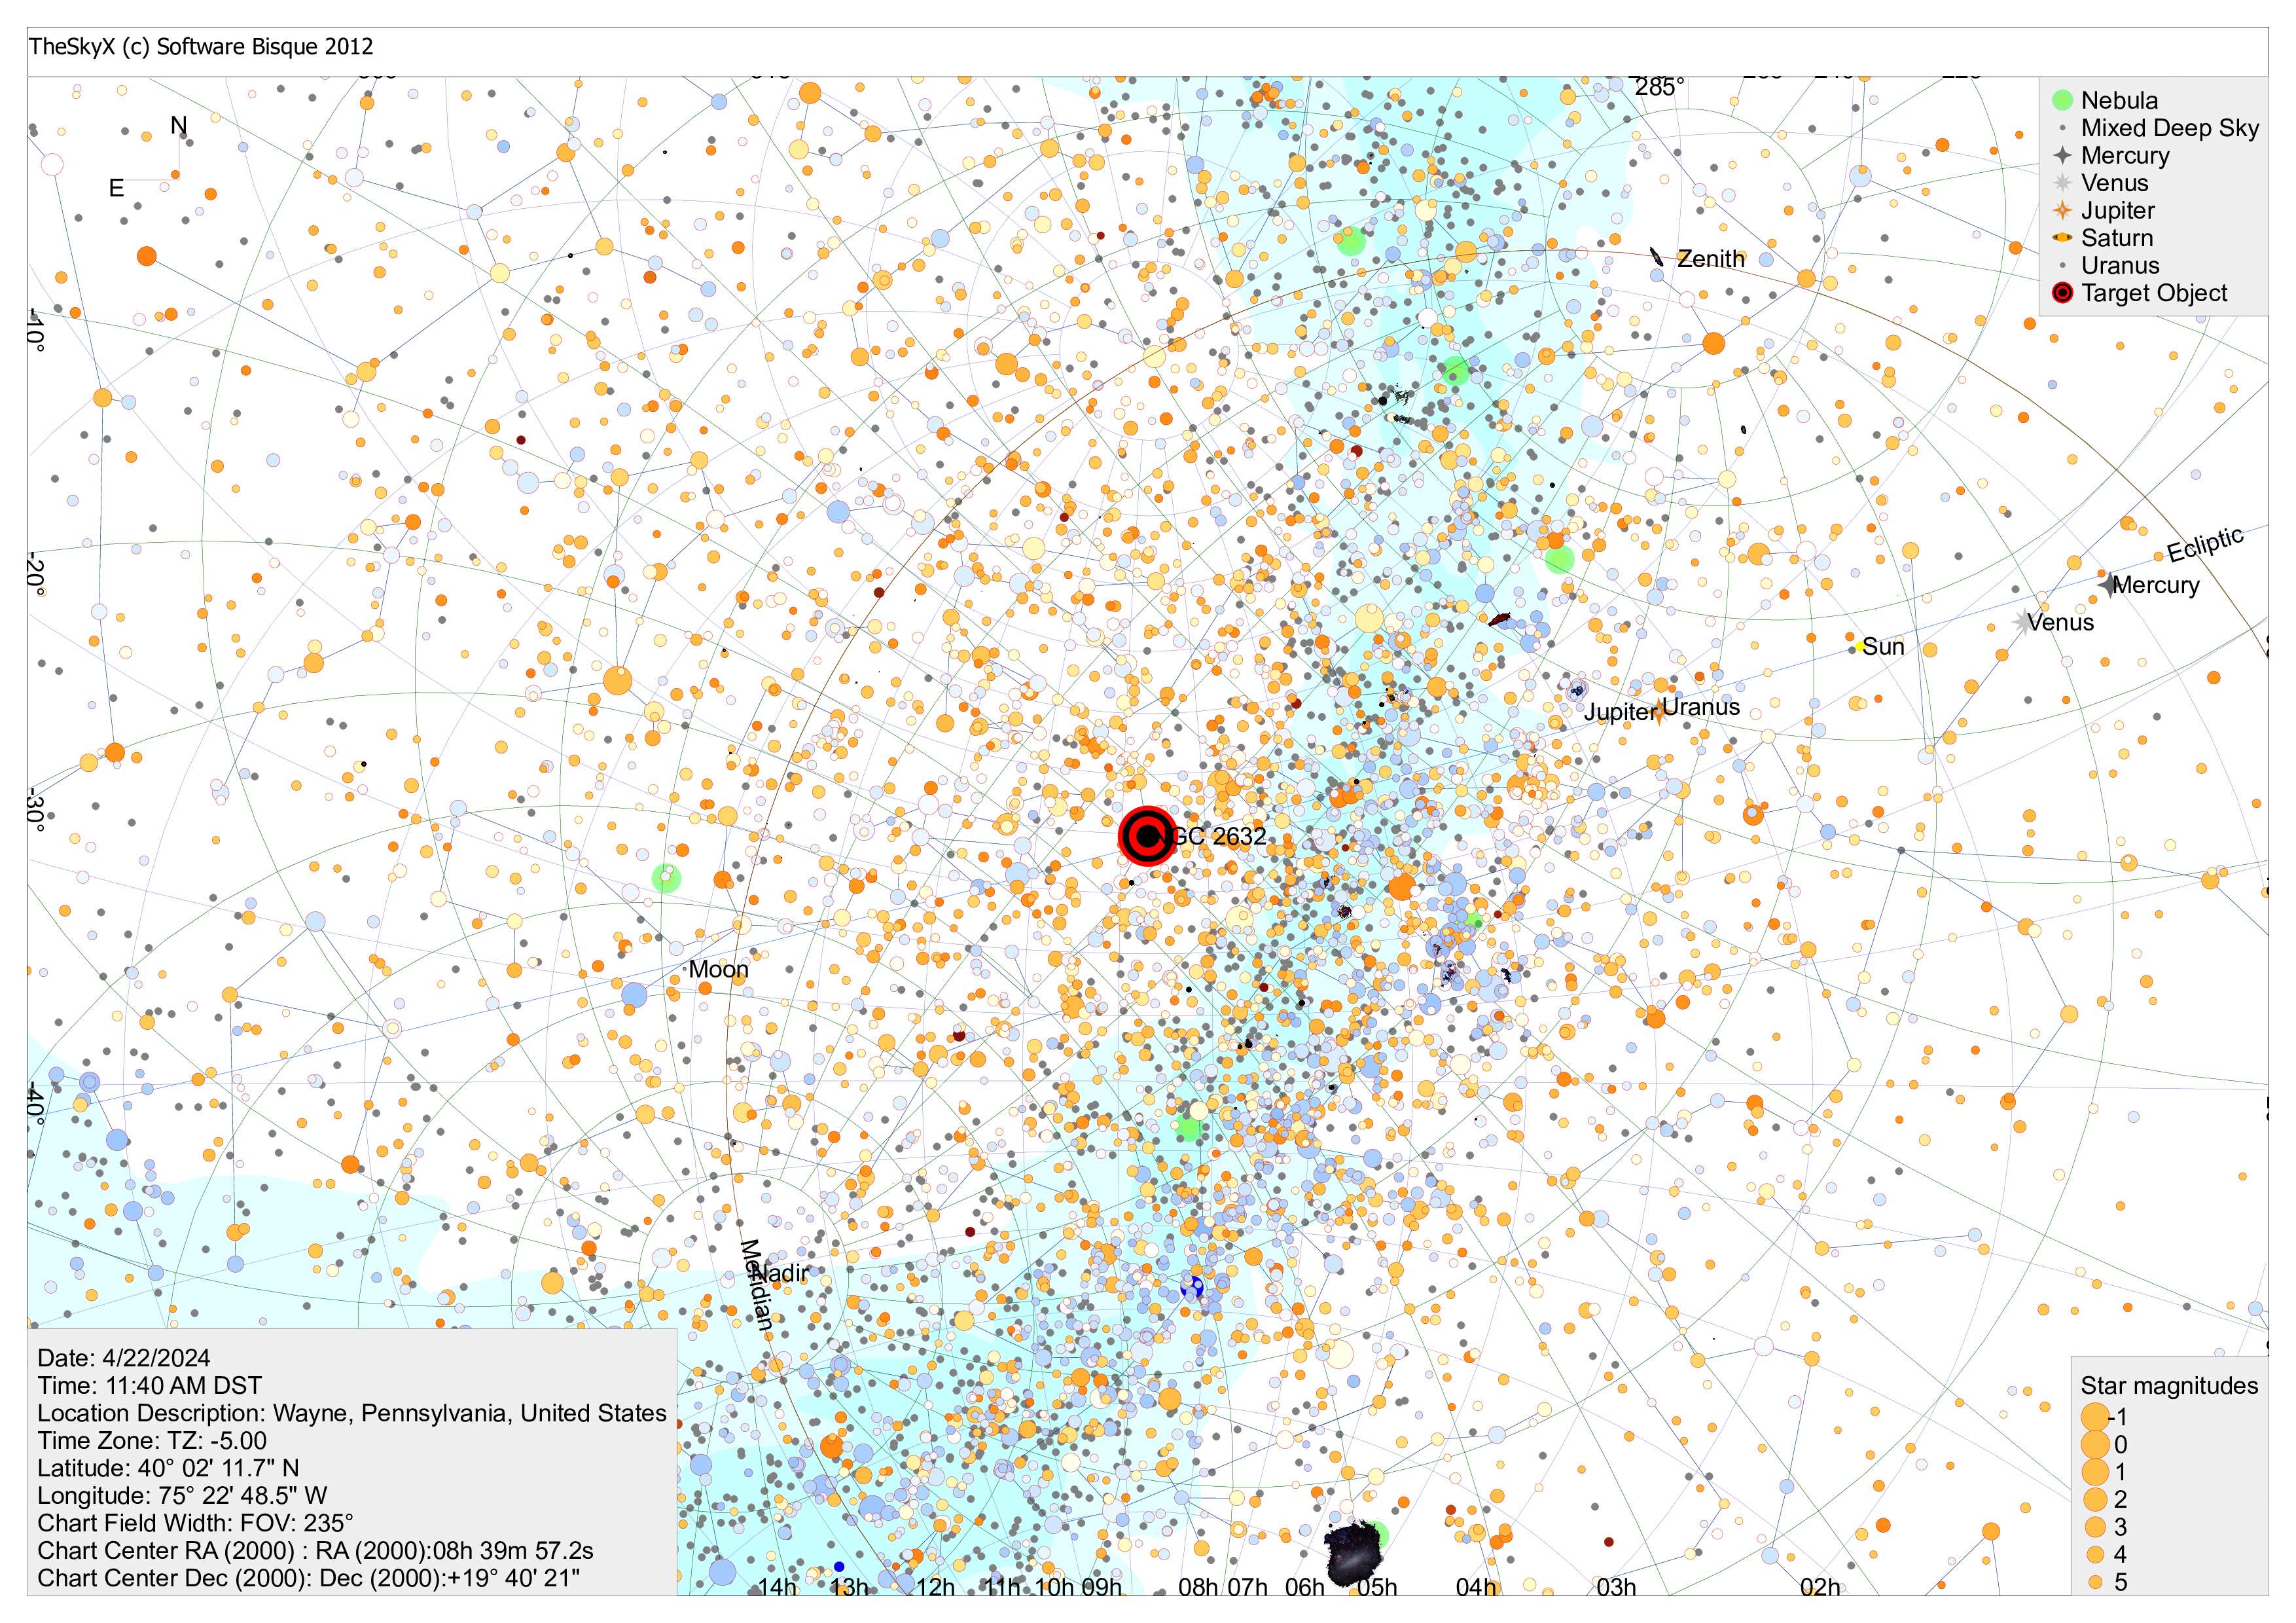 TheSkyX (c) Software Bisque 2012
285°
N
E
Nebula
Mixed Deep Sky
Mercury
Venus
Jupiter
Saturn
Uranus
Target Object
Zenith
-10°
Ecliptic
-20°
Mercury
Venus
Sun
Jupiter
Uranus
-30°
GC 2632
Moon
-40°
Meridian
Nadir
Date: 4/22/2024
Time: 11:40 AM DST
Location Description: Wayne, Pennsylvania, United States
Time Zone: TZ: -5.00
Latitude: 40° 02' 11.7" N
Longitude: 75° 22' 48.5" W
Chart Field Width: FOV: 235°
Chart Center RA (2000) : RA (2000):08h 39m 57.2s
Chart Center Dec (2000): Dec (2000):+19° 40' 21"
Star magnitudes
-1
0
1
2
3
4
5
14h 13h 12h 11h 10h 09h 08h 07h 06h 05h 04h 03h 02h